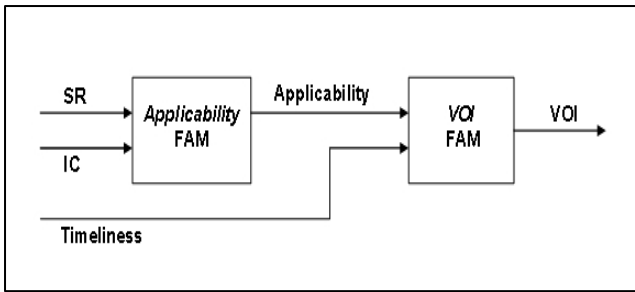 SR
IC
Applicability
FAM
Applicability
Timeliness
VOI
FAM
VOI